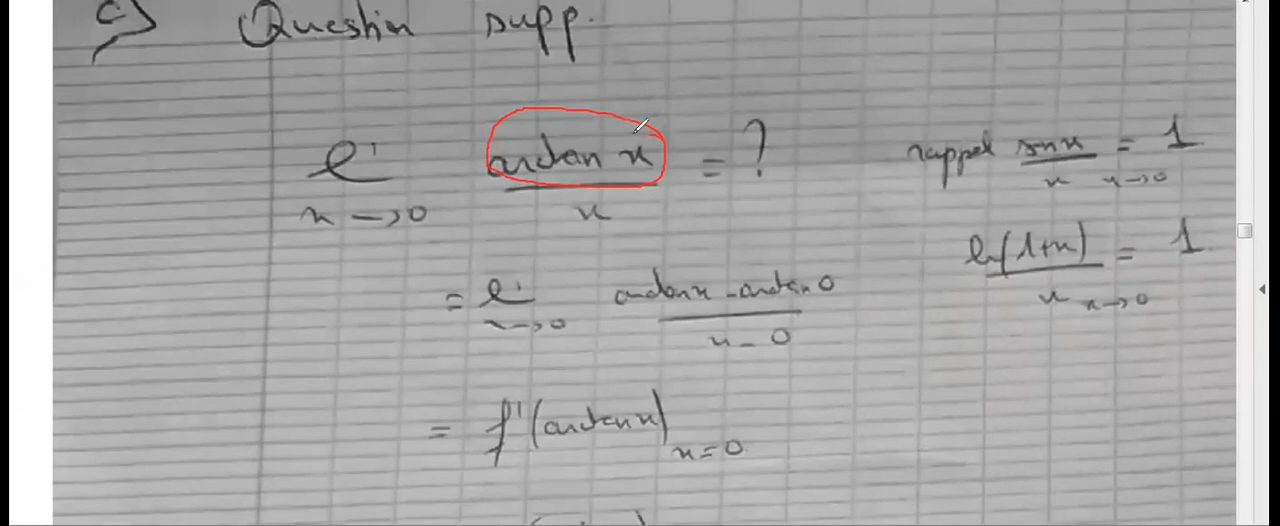 c) Question supp.
lim x→0 arctan x / x = ?
rappel sin x / x x→0 = 1
ln(1+x) / x x→0 = 1
= lim x→0 arctan x - arctan 0 / x - 0
= f'(arctan x) x=0